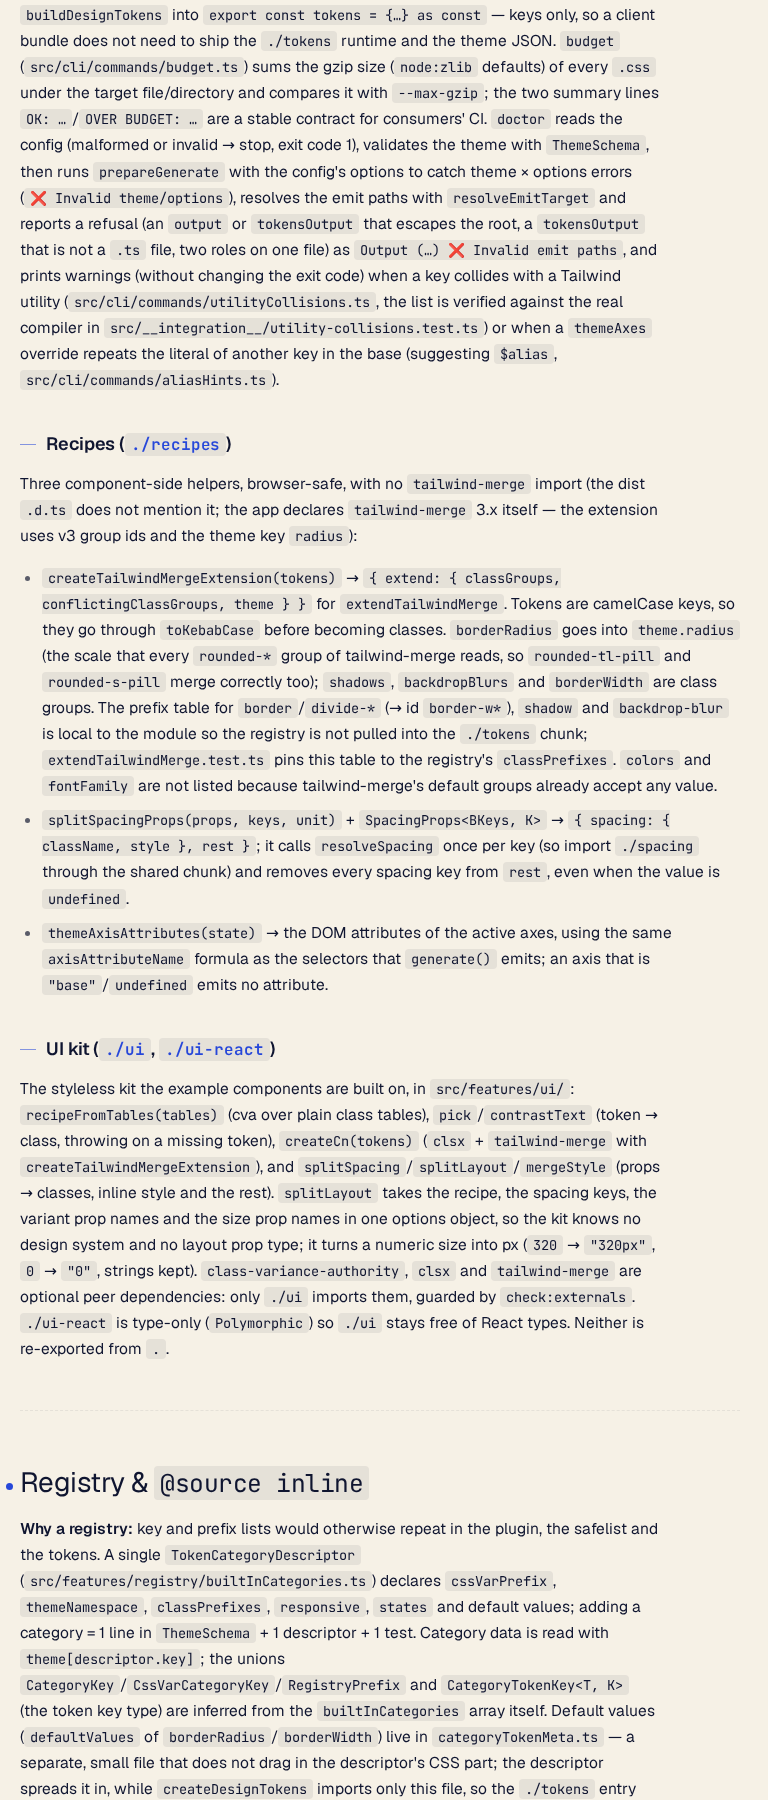 buildDesignTokens into export const tokens = {…} as const — keys only, so a client
bundle does not need to ship the ./tokens runtime and the theme JSON. budget
( src/cli/commands/budget.ts ) sums the gzip size ( node:zlib defaults) of every .css
under the target file/directory and compares it with --max-gzip ; the two summary lines
OK: … / OVER BUDGET: … are a stable contract for consumers' CI. doctor reads the
config (malformed or invalid → stop, exit code 1), validates the theme with ThemeSchema ,
then runs prepareGenerate with the config's options to catch theme × options errors
( ❌ Invalid theme/options ), resolves the emit paths with resolveEmitTarget and
reports a refusal (an output or tokensOutput that escapes the root, a tokensOutput
that is not a .ts file, two roles on one file) as Output (…) ❌ Invalid emit paths , and
prints warnings (without changing the exit code) when a key collides with a Tailwind
utility ( src/cli/commands/utilityCollisions.ts , the list is verified against the real
compiler in src/__integration__/utility-collisions.test.ts ) or when a themeAxes
override repeats the literal of another key in the base (suggesting $alias ,
src/cli/commands/aliasHints.ts ).
— Recipes ( ./recipes )
Three component-side helpers, browser-safe, with no tailwind-merge import (the dist
.d.ts does not mention it; the app declares tailwind-merge 3.x itself — the extension
uses v3 group ids and the theme key radius ):
• createTailwindMergeExtension(tokens) → { extend: { classGroups,
conflictingClassGroups, theme } } for extendTailwindMerge . Tokens are camelCase keys, so
they go through toKebabCase before becoming classes. borderRadius goes into theme.radius
(the scale that every rounded-* group of tailwind-merge reads, so rounded-tl-pill and
rounded-s-pill merge correctly too); shadows , backdropBlurs and borderWidth are class
groups. The prefix table for border / divide-* (→ id border-w* ), shadow and backdrop-blur
is local to the module so the registry is not pulled into the ./tokens chunk;
extendTailwindMerge.test.ts pins this table to the registry's classPrefixes . colors and
fontFamily are not listed because tailwind-merge's default groups already accept any value.
• splitSpacingProps(props, keys, unit) + SpacingProps<BKeys, K> → { spacing: {
className, style }, rest } ; it calls resolveSpacing once per key (so import ./spacing
through the shared chunk) and removes every spacing key from rest , even when the value is
undefined .
• themeAxisAttributes(state) → the DOM attributes of the active axes, using the same
axisAttributeName formula as the selectors that generate() emits; an axis that is
"base" / undefined emits no attribute.
— UI kit ( ./ui , ./ui-react )
The styleless kit the example components are built on, in src/features/ui/ :
recipeFromTables(tables) (cva over plain class tables), pick / contrastText (token →
class, throwing on a missing token), createCn(tokens) ( clsx + tailwind-merge with
createTailwindMergeExtension ), and splitSpacing / splitLayout / mergeStyle (props
→ classes, inline style and the rest). splitLayout takes the recipe, the spacing keys, the
variant prop names and the size prop names in one options object, so the kit knows no
design system and no layout prop type; it turns a numeric size into px ( 320 → "320px" ,
0 → "0" , strings kept). class-variance-authority , clsx and tailwind-merge are
optional peer dependencies: only ./ui imports them, guarded by check:externals .
./ui-react is type-only ( Polymorphic ) so ./ui stays free of React types. Neither is
re-exported from . .
Registry & @source inline
Why a registry: key and prefix lists would otherwise repeat in the plugin, the safelist and
the tokens. A single TokenCategoryDescriptor
( src/features/registry/builtInCategories.ts ) declares cssVarPrefix ,
themeNamespace , classPrefixes , responsive , states and default values; adding a
category = 1 line in ThemeSchema + 1 descriptor + 1 test. Category data is read with
theme[descriptor.key] ; the unions
CategoryKey / CssVarCategoryKey / RegistryPrefix and CategoryTokenKey<T, K>
(the token key type) are inferred from the builtInCategories array itself. Default values
( defaultValues of borderRadius / borderWidth ) live in categoryTokenMeta.ts — a
separate, small file that does not drag in the descriptor's CSS part; the descriptor
spreads it in, while createDesignTokens imports only this file, so the ./tokens entry